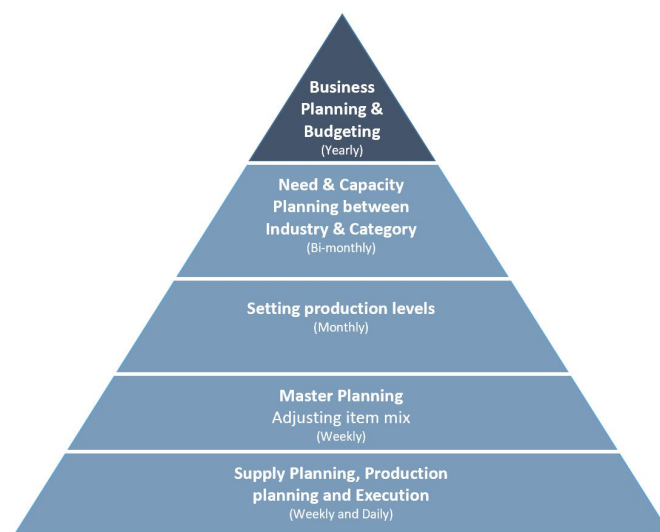 Business
Planning &
Budgeting
(Yearly)
Need & Capacity
Planning between
Industry & Category
(Bi-monthly)
Setting production levels
(Monthly)
Master Planning
Adjusting item mix
(Weekly)
Supply Planning, Production
planning and Execution
(Weekly and Daily)